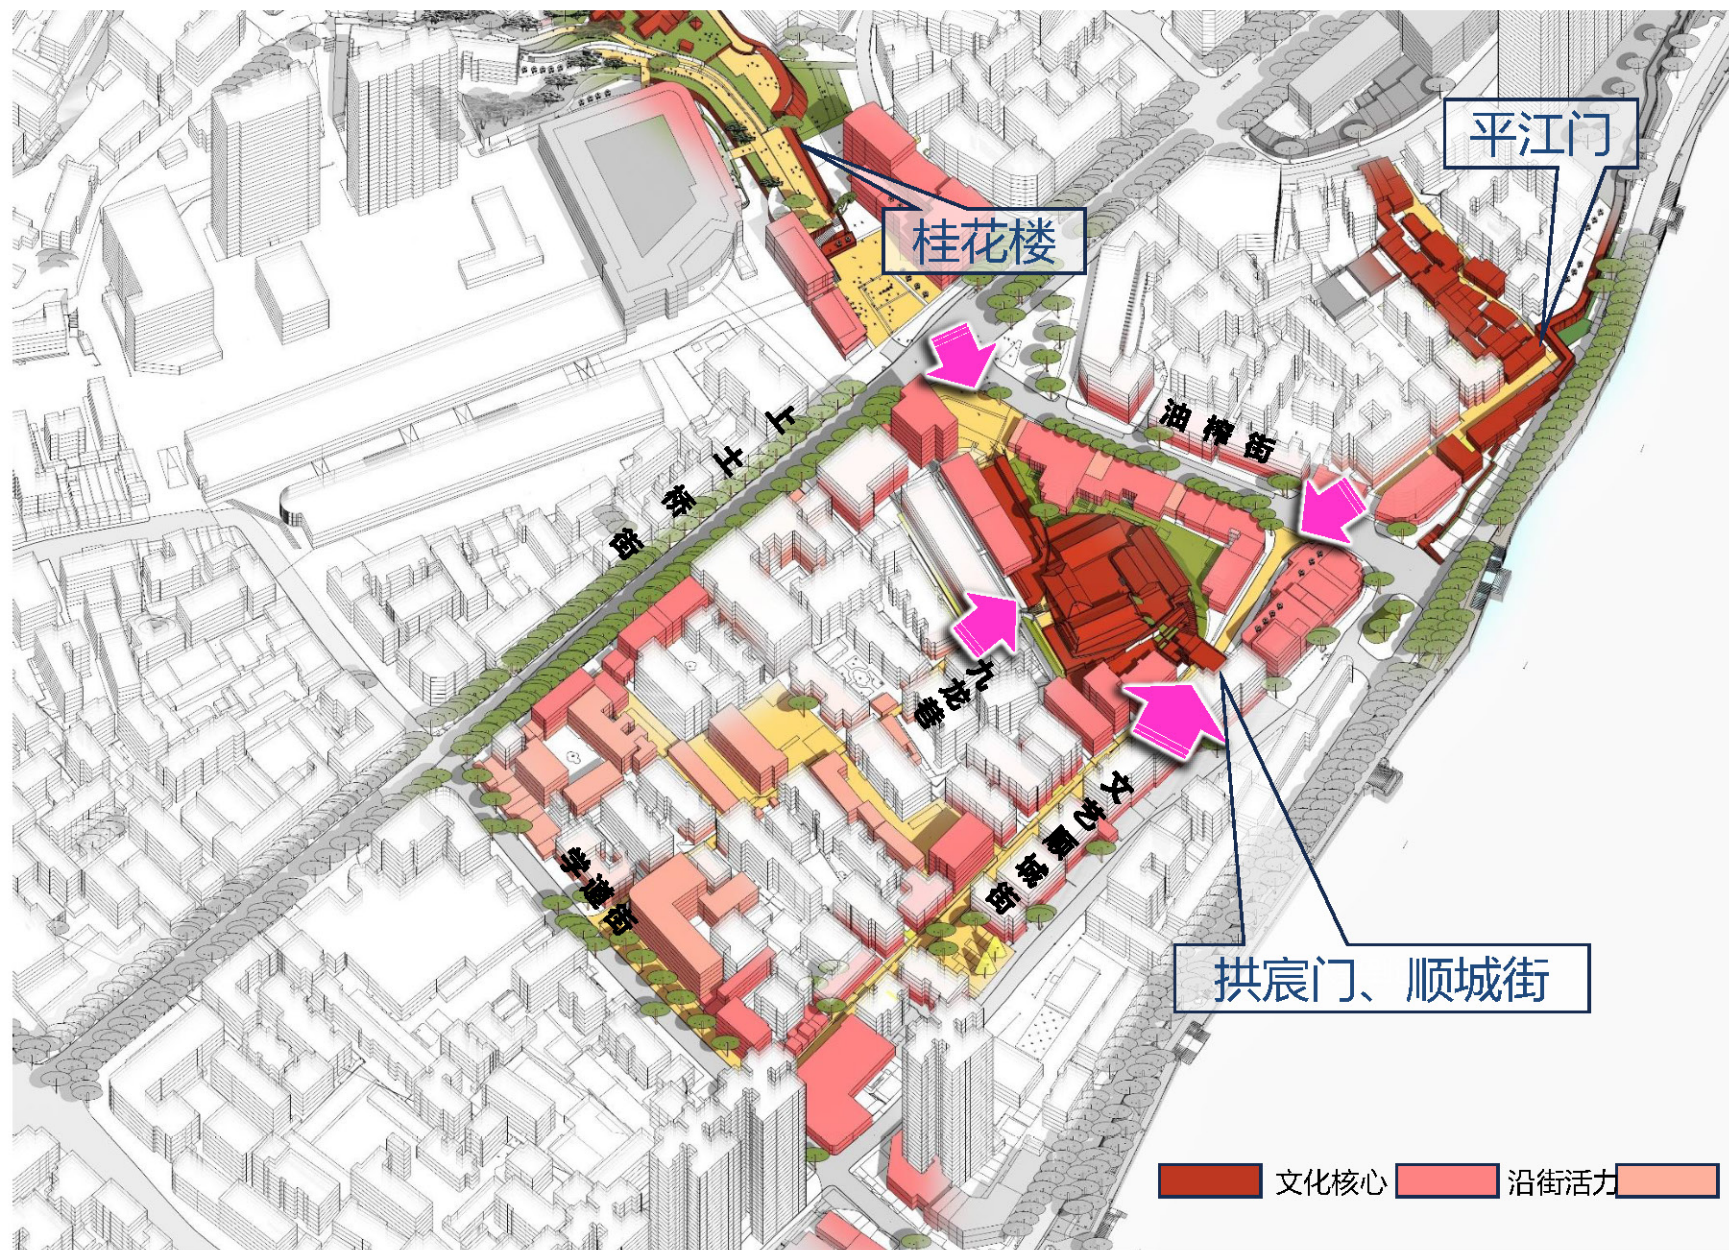 平江门
桂花楼
油榨街
上土桥街
九龙巷
文艺顺城街
学道街
拱宸门、顺城街
文化核心
沿街活力